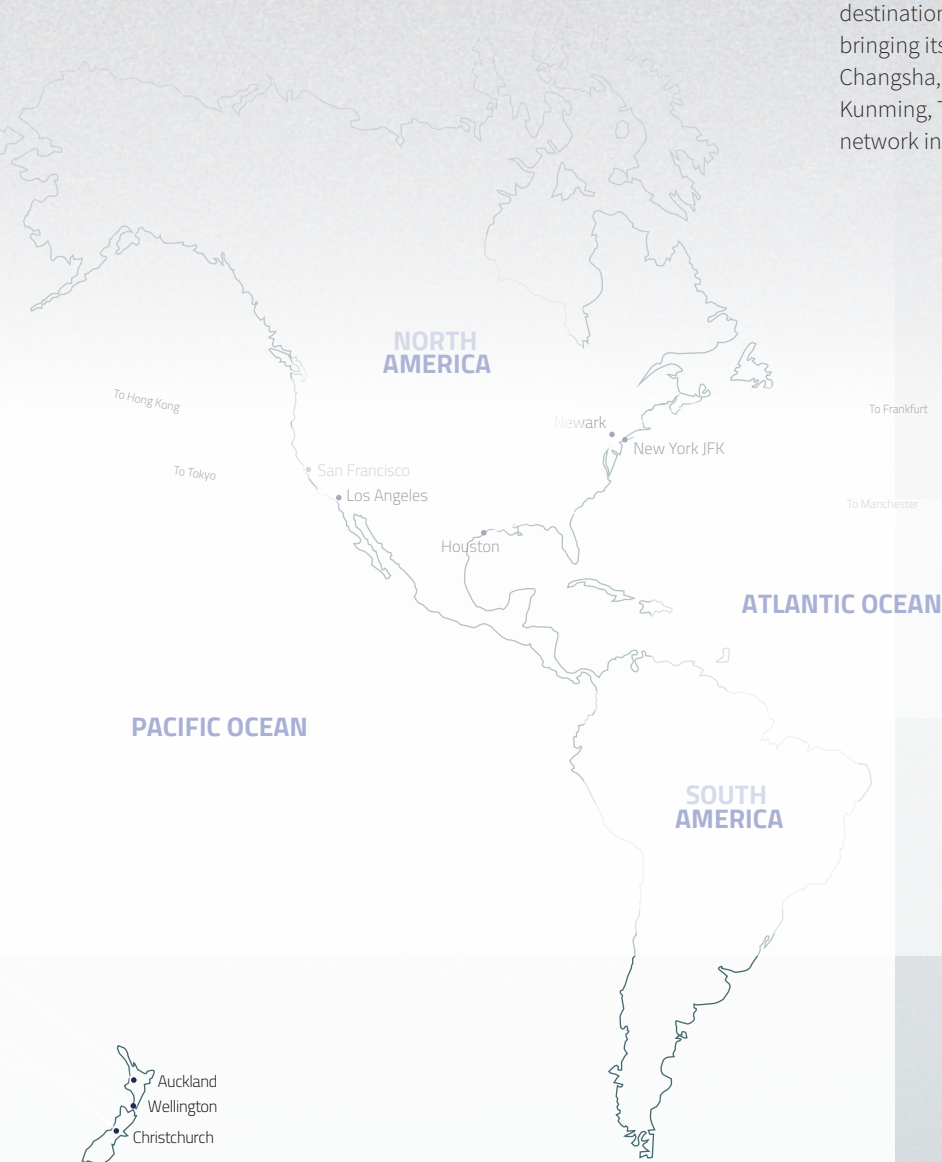 destination
bringing its
Changsha,
Kunming, T
network in
NORTH
AMERICA
To Hong Kong
To Frankfurt
Newark
New York JFK
To Tokyo
San Francisco
Los Angeles
To Manchester
Houston
ATLANTIC OCEAN
PACIFIC OCEAN
SOUTH
AMERICA
Auckland
Wellington
Christchurch